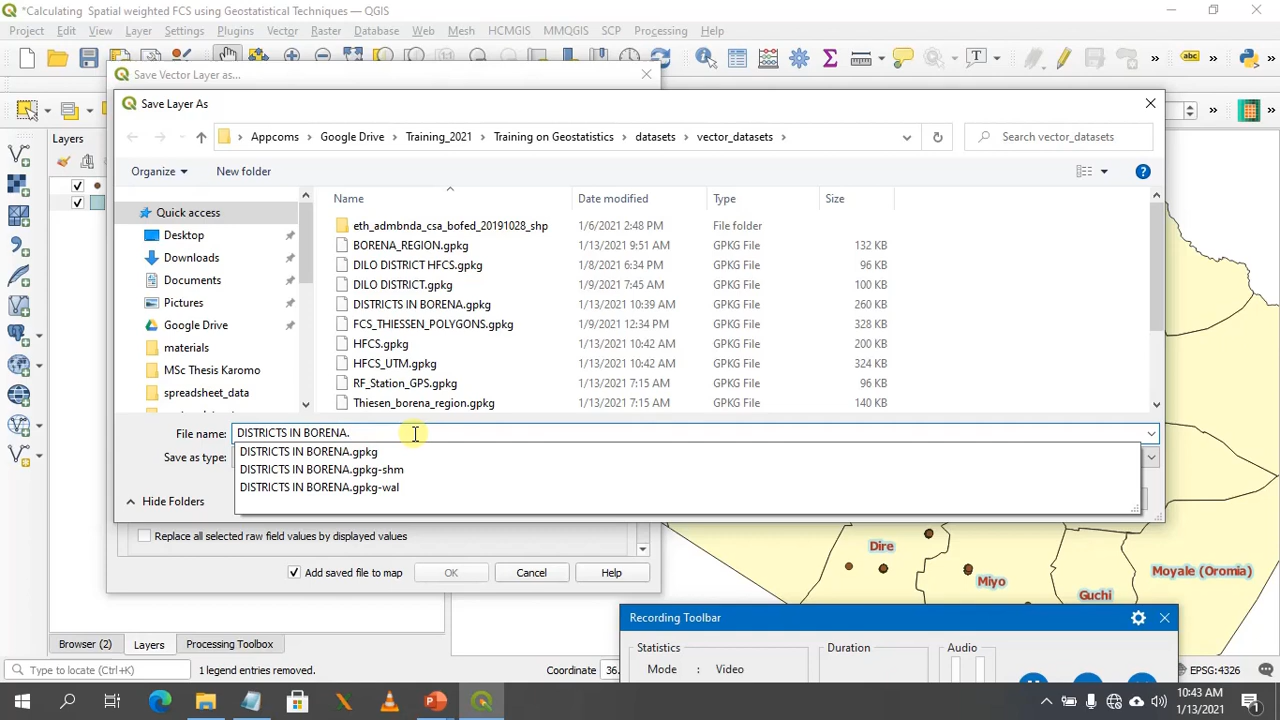 *Calculating Spatial weighted FCS using Geostatistical Techniques — QGIS
Project Edit View Layer Settings Plugins Vector Raster Database Web Mesh HCMGIS MMQGIS SCP Processing Help
Save Vector Layer as...
Save Layer As
Appcoms > Google Drive > Training_2021 > Training on Geostatistics > datasets > vector_datasets >
Search vector_datasets
Organize New folder
Layers
Name Date modified Type Size
Quick access
Desktop
Downloads
Documents
Pictures
Google Drive
materials
MSc Thesis Karomo
spreadsheet_data
eth_admbnda_csa_bofed_20191028_shp 1/6/2021 2:48 PM File folder
BORENA_REGION.gpkg 1/13/2021 9:51 AM GPKG File 132 KB
DILO DISTRICT HFCS.gpkg 1/8/2021 6:34 PM GPKG File 96 KB
DILO DISTRICT.gpkg 1/9/2021 7:45 AM GPKG File 100 KB
DISTRICTS IN BORENA.gpkg 1/13/2021 10:39 AM GPKG File 260 KB
FCS_THIESSEN_POLYGONS.gpkg 1/9/2021 12:34 PM GPKG File 328 KB
HFCS.gpkg 1/13/2021 10:42 AM GPKG File 200 KB
HFCS_UTM.gpkg 1/13/2021 10:42 AM GPKG File 324 KB
RF_Station_GPS.gpkg 1/13/2021 7:15 AM GPKG File 96 KB
Thiesen_borena_region.gpkg 1/13/2021 7:15 AM GPKG File 140 KB
File name: DISTRICTS IN BORENA.
Save as type:
DISTRICTS IN BORENA.gpkg
DISTRICTS IN BORENA.gpkg-shm
DISTRICTS IN BORENA.gpkg-wal
Hide Folders
Replace all selected raw field values by displayed values
Add saved file to map OK Cancel Help
Dire
Miyo
Guchi
Moyale (Oromia)
Recording Toolbar
Statistics Duration Audio
Mode : Video
Browser (2) Layers Processing Toolbox
Type to locate (Ctrl+K) 1 legend entries removed. Coordinate 36. EPSG:4326
10:43 AM
1/13/2021